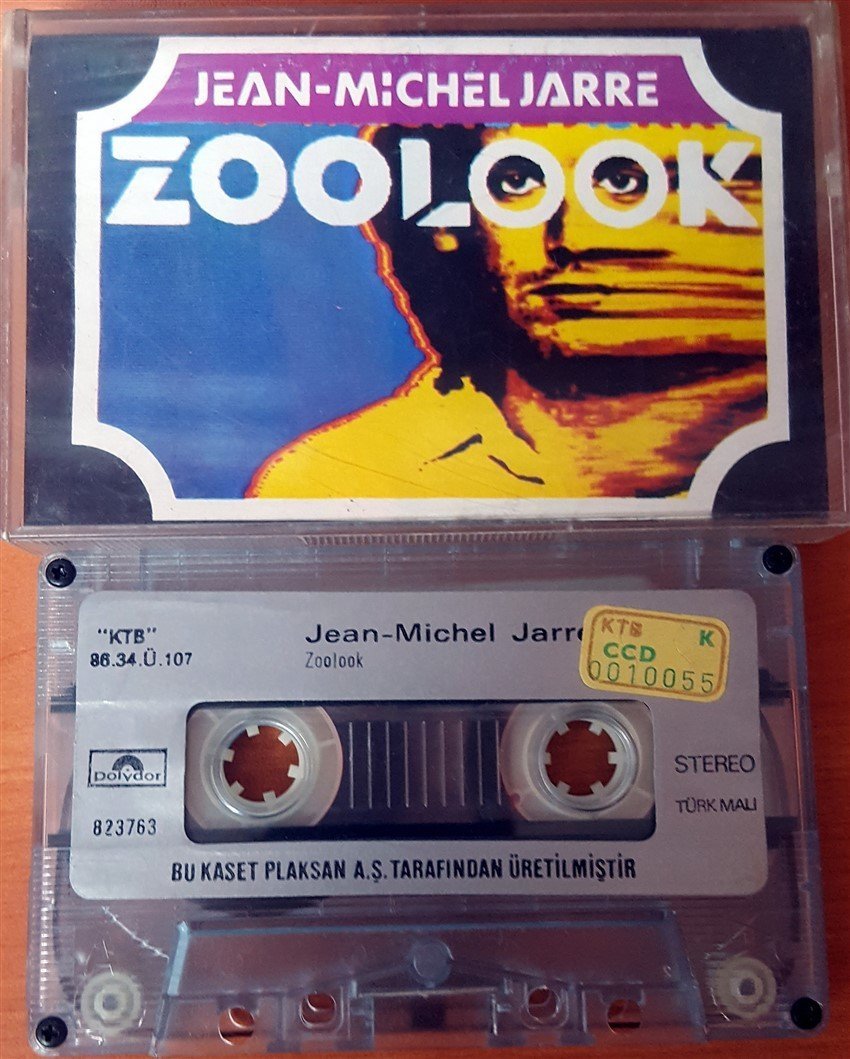 JEAN-MICHEL JARRE
ZOOLOOK
"KTB"
86.34.Ü.107
Jean-Michel Jarre
Zoolook
KTB K
CCD
0010055
Polydor
823763
STEREO
TÜRK MALI
BU KASET PLAKSAN A.Ş. TARAFINDAN ÜRETİLMİŞTİR